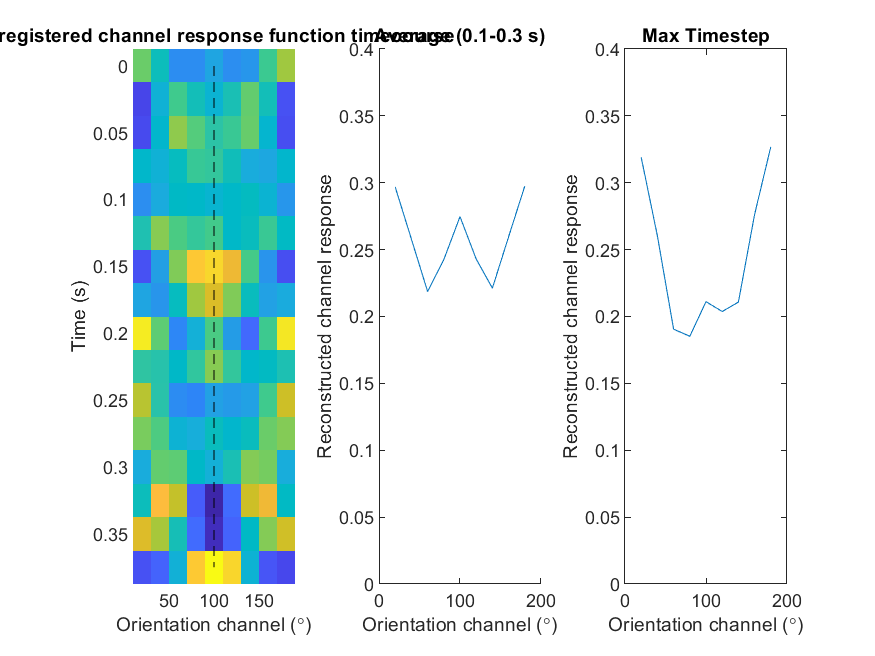 registered channel response function timecourse
Average (0.1-0.3 s)
Max Timestep
0
0.05
0.1
0.15
0.2
0.25
0.3
0.35
Time (s)
50 100 150
Orientation channel (°)
0.4
0.35
0.3
0.25
0.2
0.15
0.1
0.05
0
Reconstructed channel response
0 100 200
Orientation channel (°)
0.4
0.35
0.3
0.25
0.2
0.15
0.1
0.05
0
Reconstructed channel response
0 100 200
Orientation channel (°)